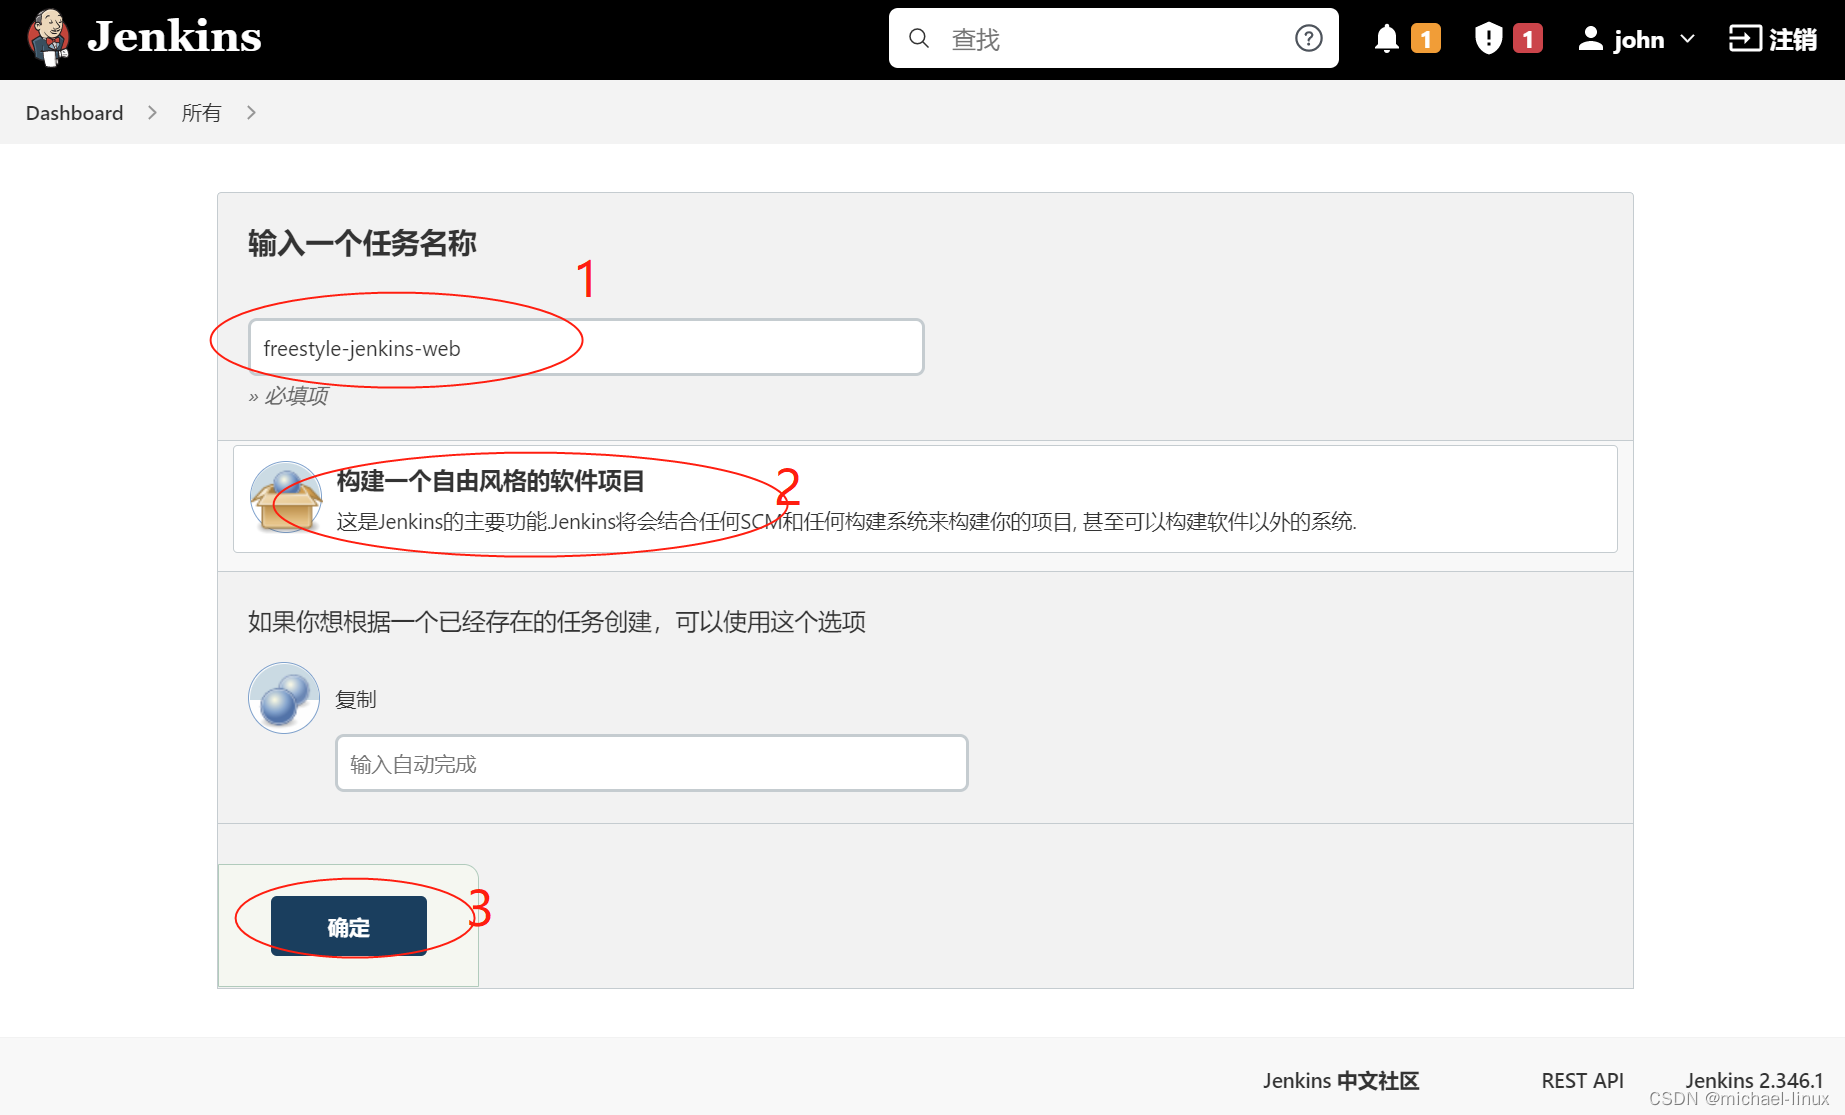 Jenkins
查找
1
1
john
注销
Dashboard
所有
输入一个任务名称
1
freestyle-jenkins-web
» 必填项
构建一个自由风格的软件项目
2
这是Jenkins的主要功能.Jenkins将会结合任何SCM和任何构建系统来构建你的项目, 甚至可以构建软件以外的系统.
如果你想根据一个已经存在的任务创建，可以使用这个选项
复制
输入自动完成
确定
3
Jenkins 中文社区
REST API
Jenkins 2.346.1
CSDN @michael-linux